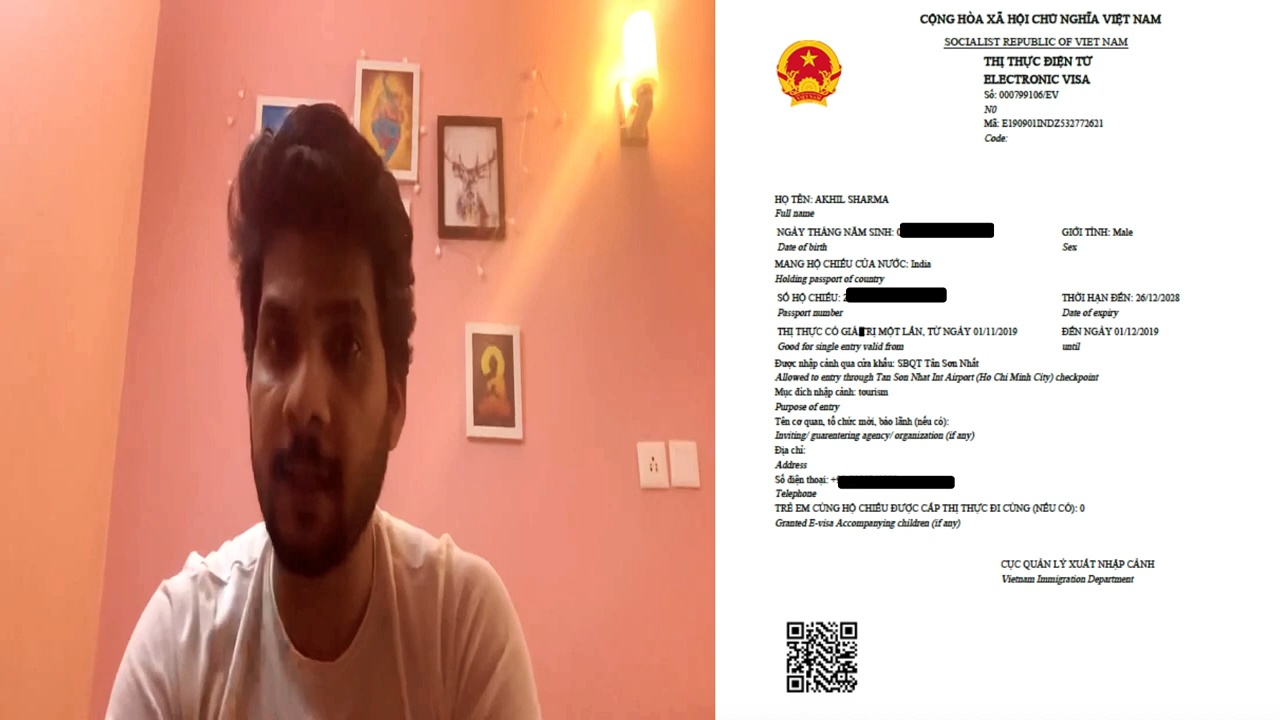 CỘNG HÒA XÃ HỘI CHỦ NGHĨA VIỆT NAM
SOCIALIST REPUBLIC OF VIET NAM
THỊ THỰC ĐIỆN TỬ
ELECTRONIC VISA
Số: 000799106/EV
N0
Mã: E190901INDZ532772621
Code:
HỌ TÊN: AKHIL SHARMA
Full name
NGÀY THÁNG NĂM SINH: GIỚI TÍNH: Male
Date of birth Sex
MANG HỘ CHIẾU CỦA NƯỚC: India
Holding passport of country
SỐ HỘ CHIẾU: THỜI HẠN ĐẾN: 26/12/2028
Passport number Date of expiry
THỊ THỰC CÓ GIÁ TRỊ MỘT LẦN, TỪ NGÀY 01/11/2019 ĐẾN NGÀY 01/12/2019
Good for single entry valid from until
Được nhập cảnh qua cửa khẩu: SBQT Tân Sơn Nhất
Allowed to entry through Tan Son Nhat Int Airport (Ho Chi Minh City) checkpoint
Mục đích nhập cảnh: tourism
Purpose of entry
Tên cơ quan, tổ chức mời, bảo lãnh (nếu có):
Inviting/ guarentering agency/ organization (if any)
Địa chỉ:
Address
Số điện thoại: +
Telephone
TRẺ EM CÙNG HỘ CHIẾU ĐƯỢC CẤP THỊ THỰC ĐI CÙNG (NẾU CÓ): 0
Granted E-visa Accompanying children (if any)
CỤC QUẢN LÝ XUẤT NHẬP CẢNH
Vietnam Immigration Department